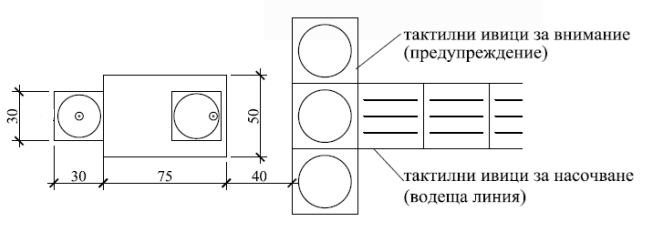 тактилни ивици за внимание
(предупреждение)
30
50
30
75
40
тактилни ивици за насочване
(водеща линия)